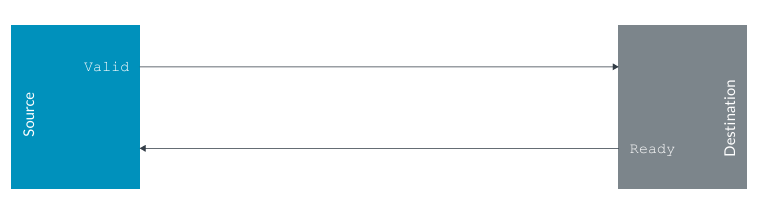 Source
Valid
Ready
Destination